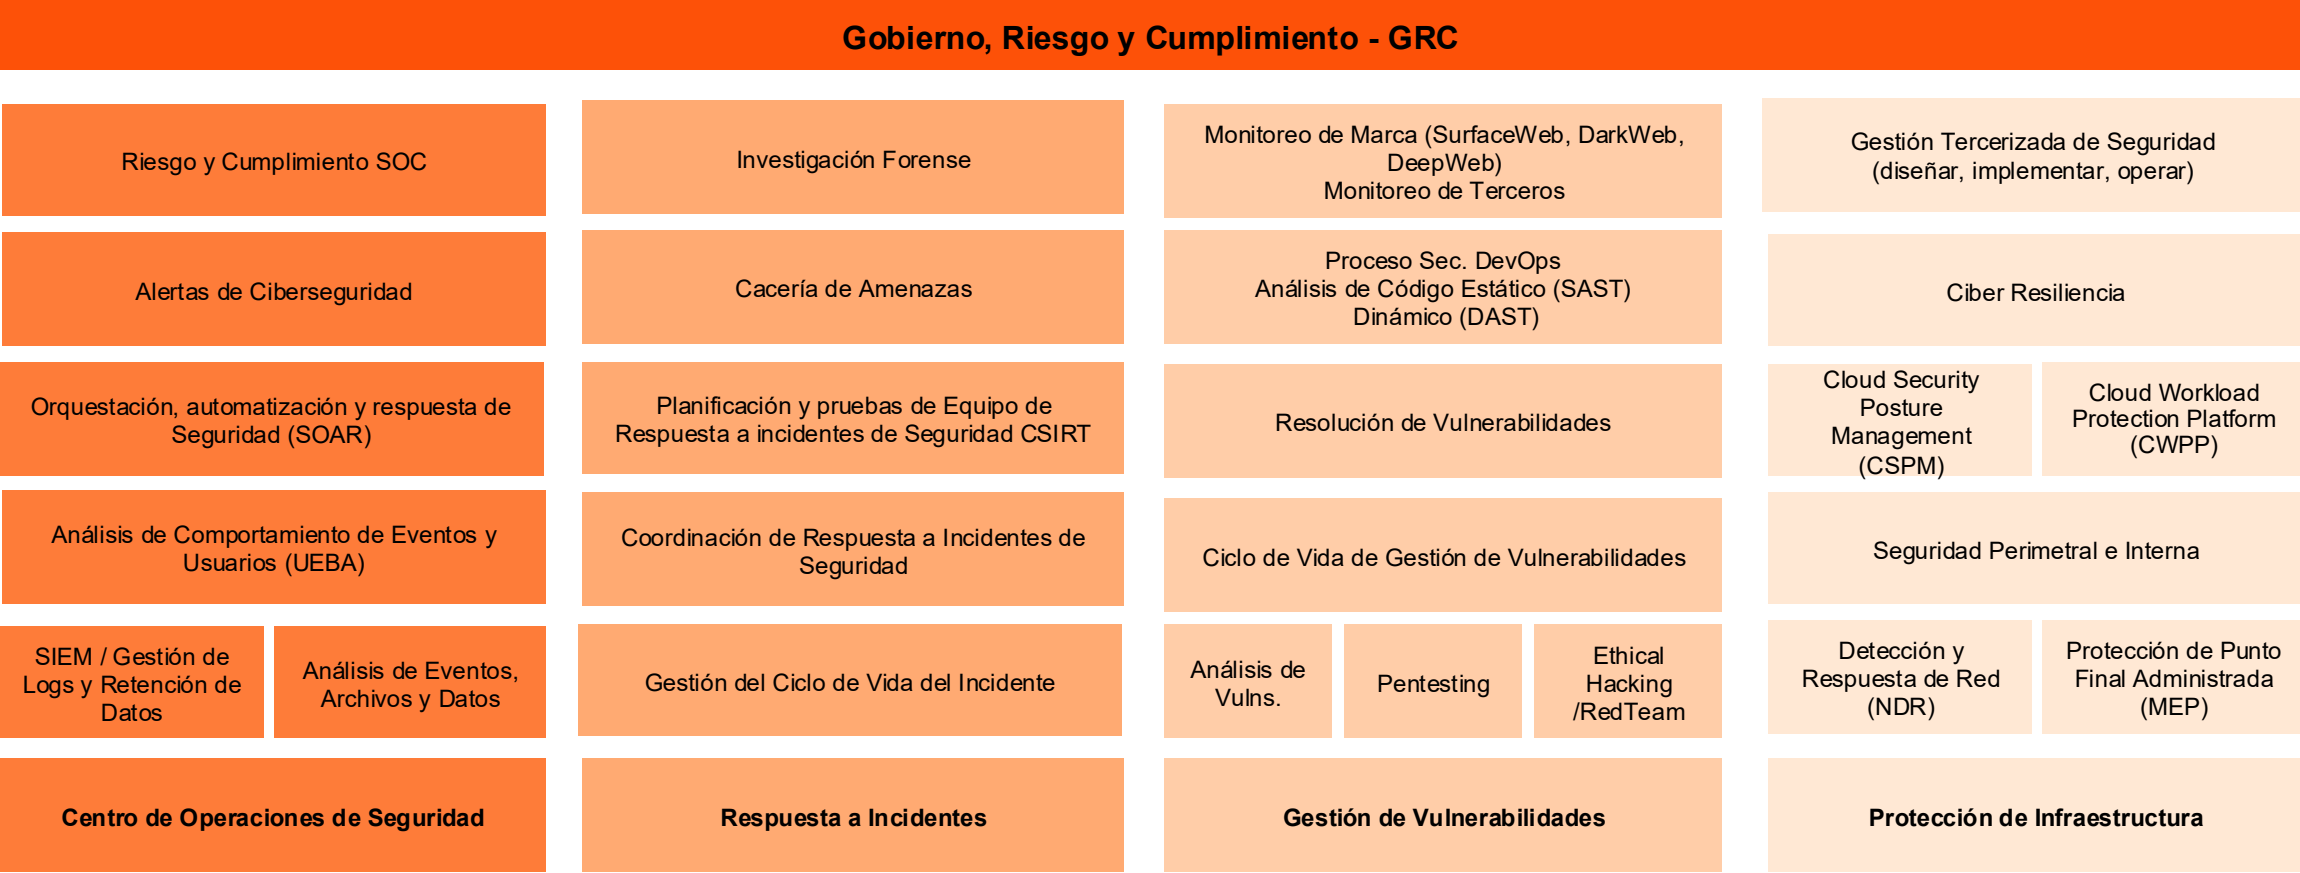 Gobierno, Riesgo y Cumplimiento - GRC
Riesgo y Cumplimiento SOC
Alertas de Ciberseguridad
Orquestación, automatización y respuesta de
Seguridad (SOAR)
Análisis de Comportamiento de Eventos y
Usuarios (UEBA)
SIEM / Gestión de
Logs y Retención de
Datos
Análisis de Eventos,
Archivos y Datos
Centro de Operaciones de Seguridad
Investigación Forense
Cacería de Amenazas
Planificación y pruebas de Equipo de
Respuesta a incidentes de Seguridad CSIRT
Coordinación de Respuesta a Incidentes de
Seguridad
Gestión del Ciclo de Vida del Incidente
Respuesta a Incidentes
Monitoreo de Marca (SurfaceWeb, DarkWeb,
DeepWeb)
Monitoreo de Terceros
Proceso Sec. DevOps
Análisis de Código Estático (SAST)
Dinámico (DAST)
Resolución de Vulnerabilidades
Ciclo de Vida de Gestión de Vulnerabilidades
Análisis de
Vulns.
Pentesting
Ethical
Hacking
/RedTeam
Gestión de Vulnerabilidades
Gestión Tercerizada de Seguridad
(diseñar, implementar, operar)
Ciber Resiliencia
Cloud Security
Posture
Management
(CSPM)
Cloud Workload
Protection Platform
(CWPP)
Seguridad Perimetral e Interna
Detección y
Respuesta de Red
(NDR)
Protección de Punto
Final Administrada
(MEP)
Protección de Infraestructura